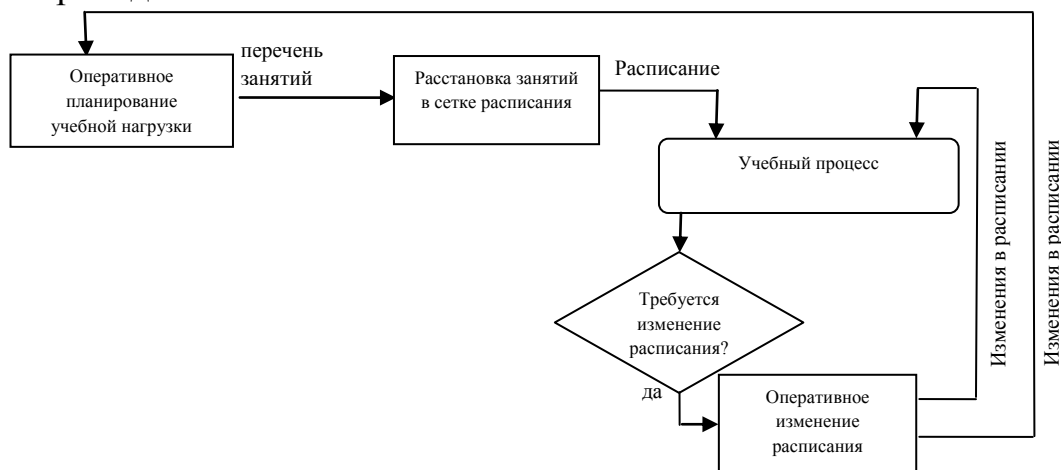 перечень
занятий
Оперативное
планирование
учебной нагрузки
Расстановка занятий
в сетке расписания
Расписание
Учебный процесс
Требуется
изменение
расписания?
да
Оперативное
изменение
расписания
Изменения в расписании
Изменения в расписании